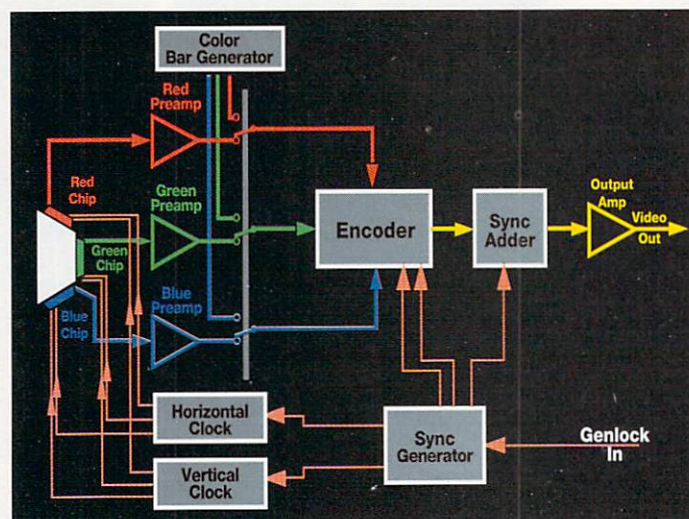 Color
Bar Generator
Red
Preamp
Red
Chip
Green
Preamp
Green
Chip
Encoder
Sync
Adder
Output
Amp
Video
Out
Blue
Preamp
Blue
Chip
Horizontal
Clock
Sync
Generator
Genlock
In
Vertical
Clock